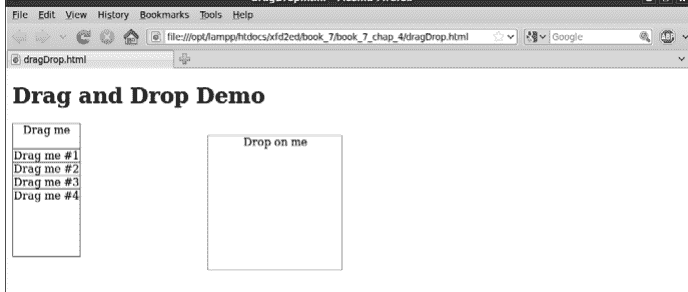 File Edit View History Bookmarks Tools Help
file:///opt/lampp/htdocs/xfd2ed/book_7/book_7_chap_4/dragDrop.html
Google
dragDrop.html
Drag and Drop Demo
Drag me
Drop on me
Drag me #1
Drag me #2
Drag me #3
Drag me #4